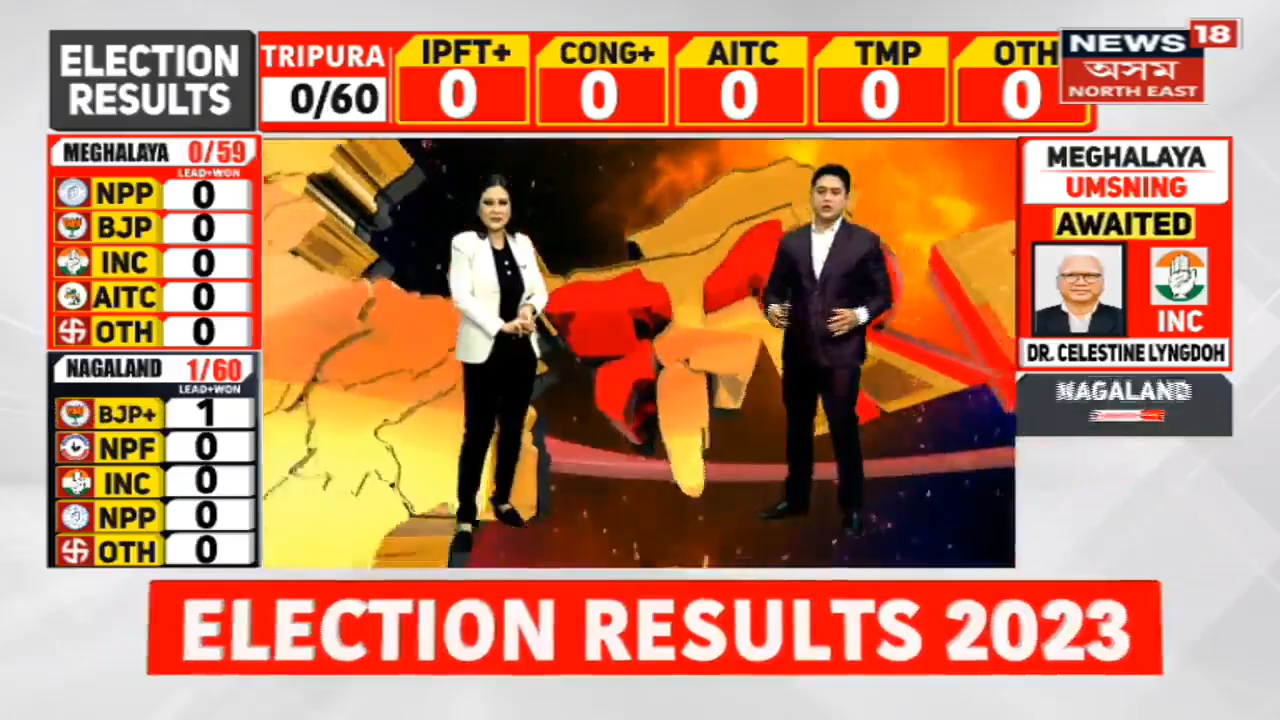 ELECTION
RESULTS
TRIPURA
0/60
IPFT+
0
CONG+
0
AITC
0
TMP
0
OTH
0
NEWS 18
অসম
NORTH EAST
MEGHALAYA 0/59
LEAD+WON
NPP 0
BJP 0
INC 0
AITC 0
OTH 0
NAGALAND 1/60
LEAD+WON
BJP+ 1
NPF 0
INC 0
NPP 0
OTH 0
MEGHALAYA
UMSNING
AWAITED
INC
DR. CELESTINE LYNGDOH
NAGALAND
ELECTION RESULTS 2023